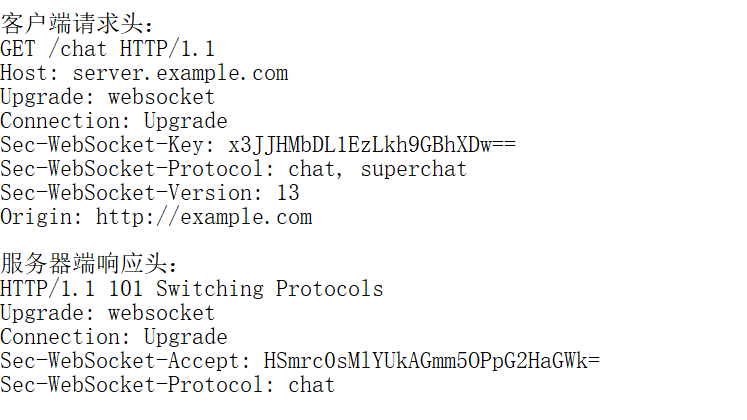 客户端请求头：
GET /chat HTTP/1.1
Host: server.example.com
Upgrade: websocket
Connection: Upgrade
Sec-WebSocket-Key: x3JJHMbDL1EzLkh9GBhXDw==
Sec-WebSocket-Protocol: chat, superchat
Sec-WebSocket-Version: 13
Origin: http://example.com
服务器端响应头：
HTTP/1.1 101 Switching Protocols
Upgrade: websocket
Connection: Upgrade
Sec-WebSocket-Accept: HSmrc0sMlYUkAGmm5OPpG2HaGWk=
Sec-WebSocket-Protocol: chat